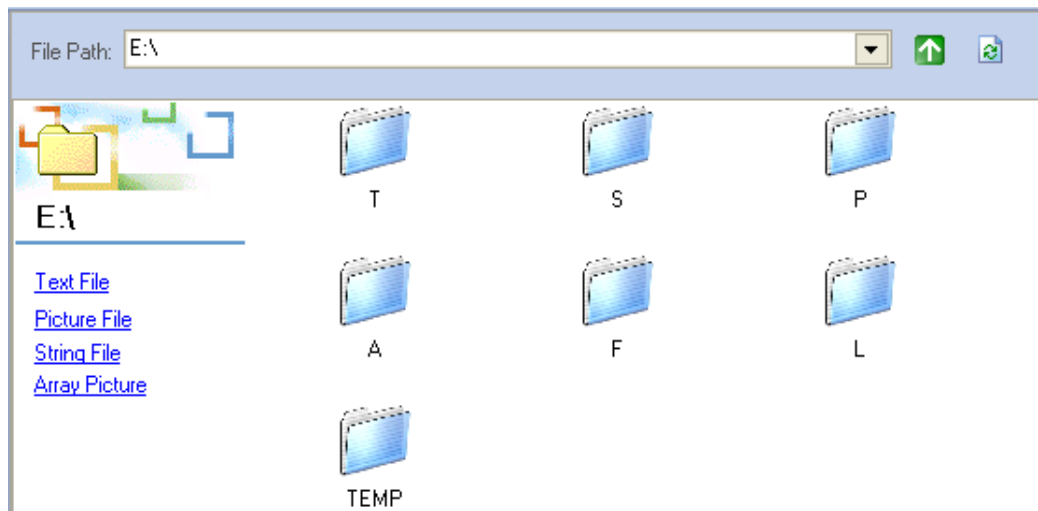 File Path: E:\
E:\
Text File
Picture File
String File
Array Picture
T S P
A F L
TEMP